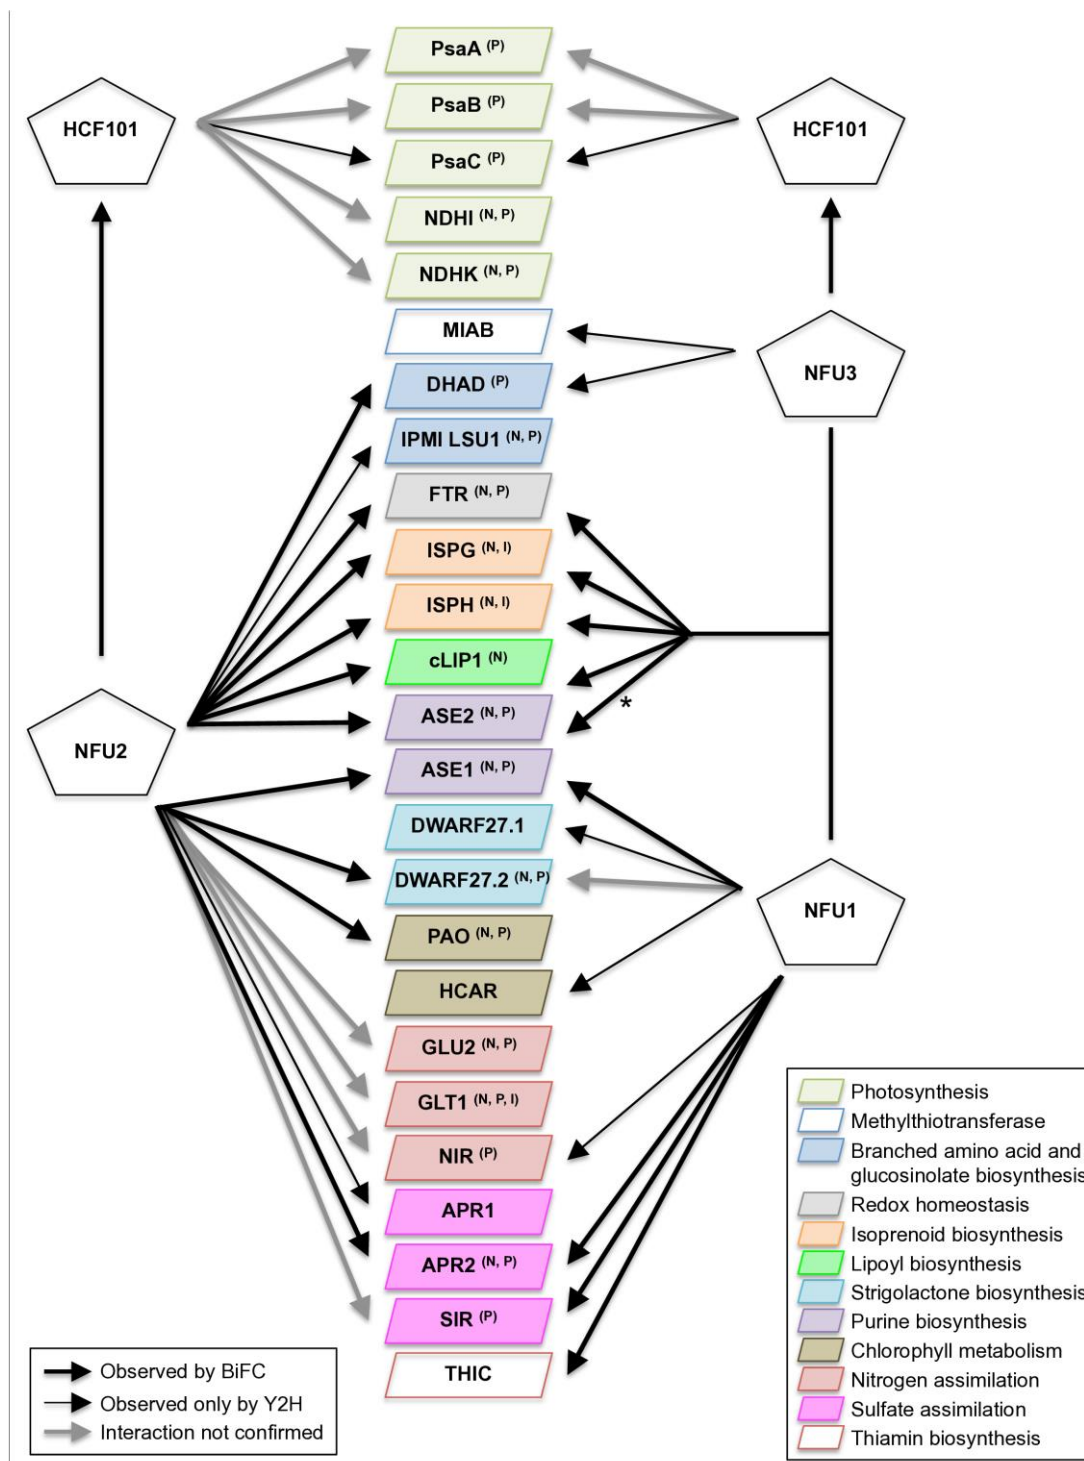 PsaA (P)
HCF101
PsaB (P)
HCF101
PsaC (P)
NDHI (N, P)
NDHK (N, P)
MIAB
NFU3
DHAD (P)
IPMI LSU1 (N, P)
FTR (N, P)
ISPG (N, I)
ISPH (N, I)
cLIP1 (N)
*
ASE2 (N, P)
NFU2
ASE1 (N, P)
DWARF27.1
DWARF27.2 (N, P)
NFU1
PAO (N, P)
HCAR
GLU2 (N, P)
GLT1 (N, P, I)
NIR (P)
APR1
APR2 (N, P)
SIR (P)
THIC
Observed by BiFC
Observed only by Y2H
Interaction not confirmed
Photosynthesis
Methylthiotransferase
Branched amino acid and
glucosinolate biosynthesis
Redox homeostasis
Isoprenoid biosynthesis
Lipoyl biosynthesis
Strigolactone biosynthesis
Purine biosynthesis
Chlorophyll metabolism
Nitrogen assimilation
Sulfate assimilation
Thiamin biosynthesis